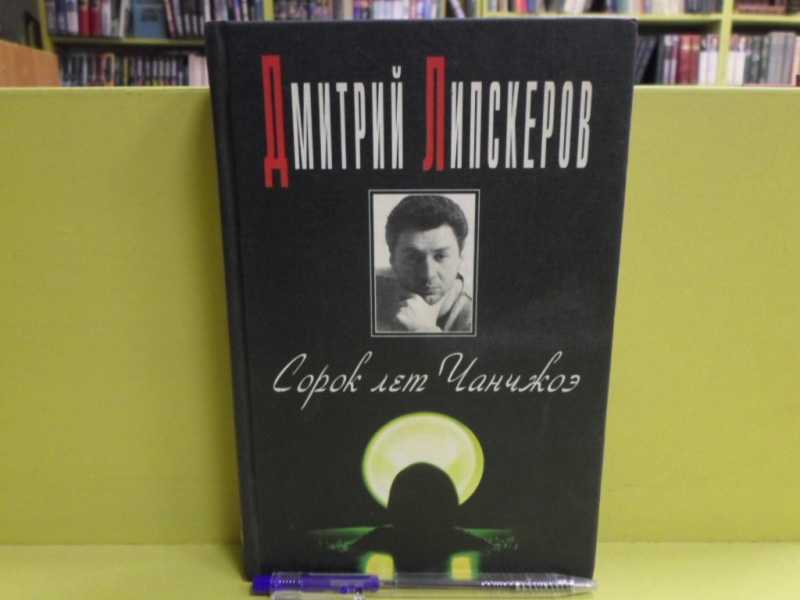 Дмитрий Липскеров
Сорок лет Чанчжоэ